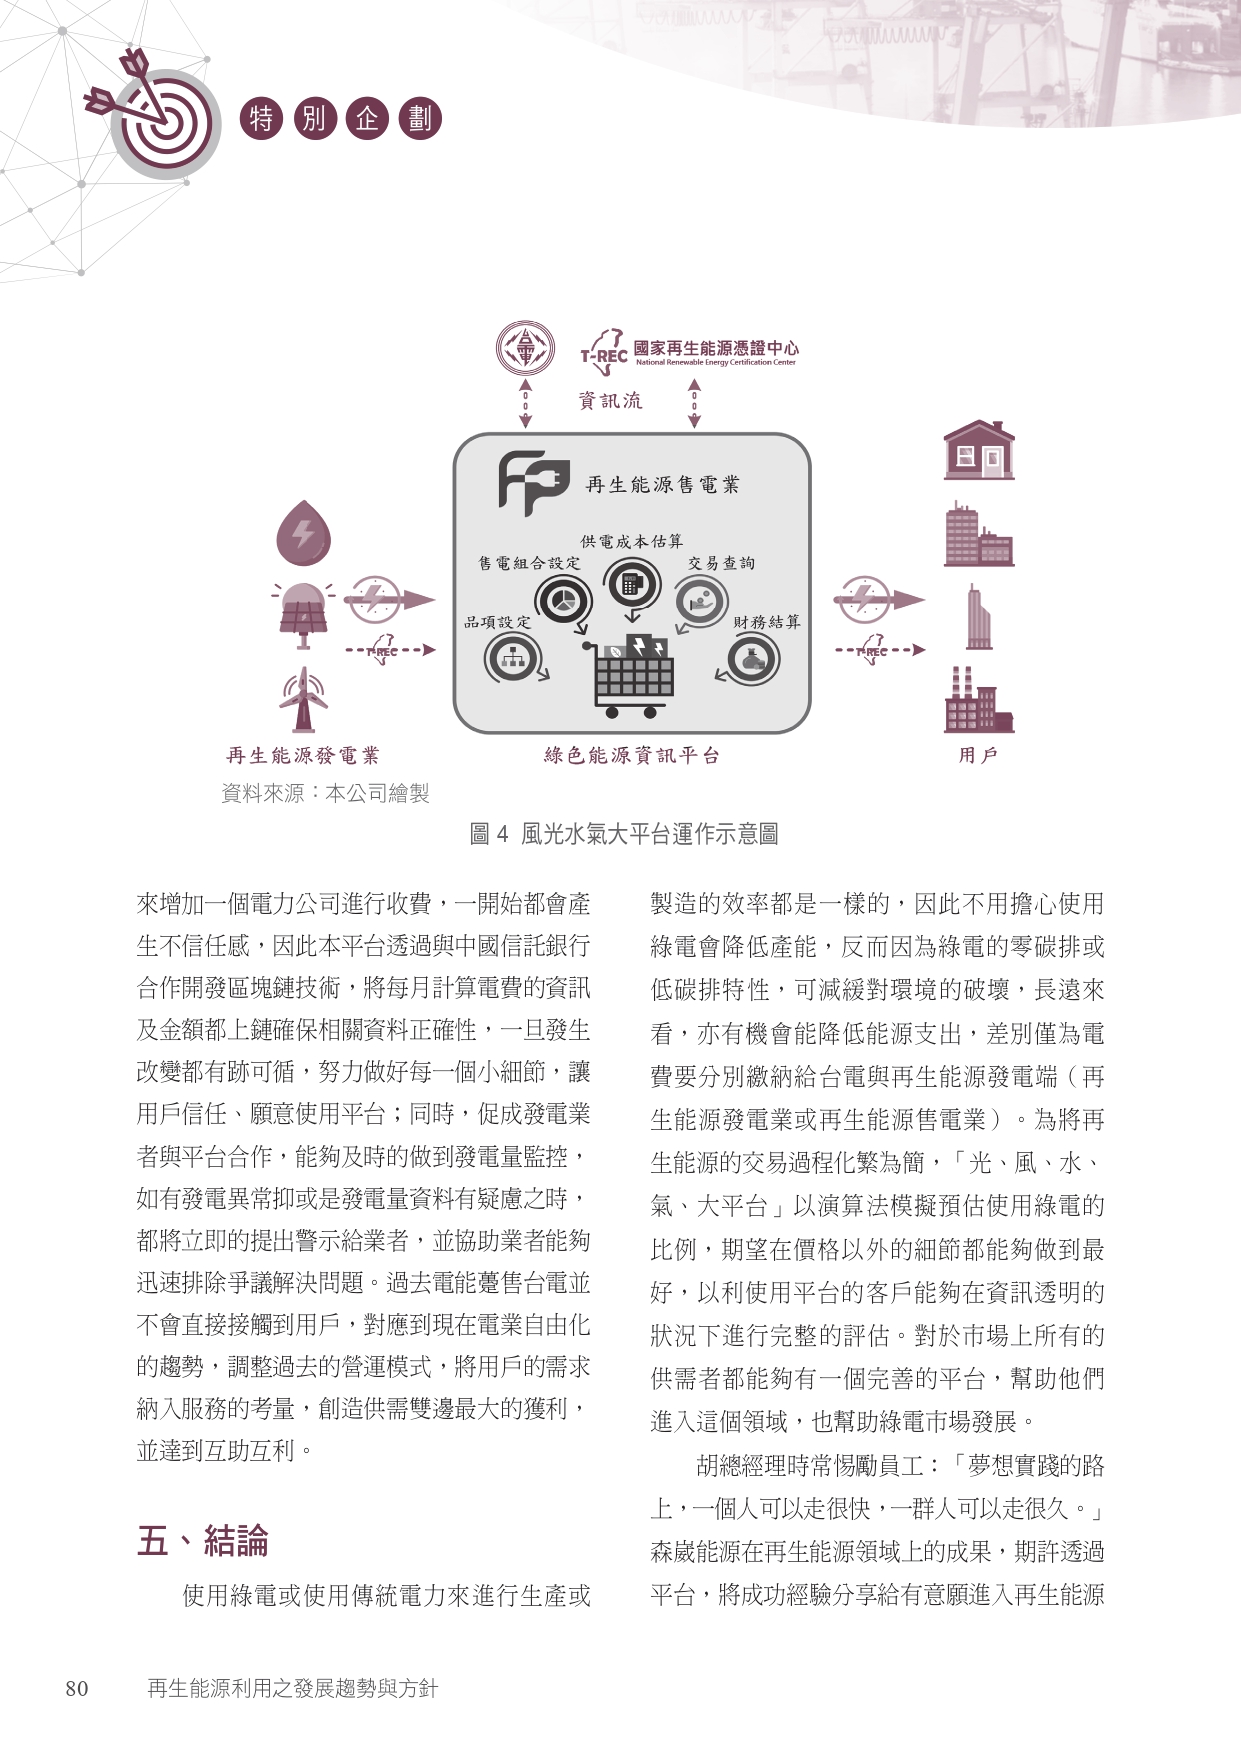 特別企劃
T-REC 國家再生能源憑證中心
National Renewable Energy Certification Center
資訊流
再生能源售電業
供電成本估算
售電組合設定
交易查詢
品項設定
財務結算
T-REC
T-REC
再生能源發電業
綠色能源資訊平台
用戶
資料來源：本公司繪製
圖 4 風光水氣大平台運作示意圖
來增加一個電力公司進行收費，一開始都會產
生不信任感，因此本平台透過與中國信託銀行
合作開發區塊鏈技術，將每月計算電費的資訊
及金額都上鏈確保相關資料正確性，一旦發生
改變都有跡可循，努力做好每一個小細節，讓
用戶信任、願意使用平台；同時，促成發電業
者與平台合作，能夠及時的做到發電量監控，
如有發電異常抑或是發電量資料有疑慮之時，
都將立即的提出警示給業者，並協助業者能夠
迅速排除爭議解決問題。過去電能躉售台電並
不會直接接觸到用戶，對應到現在電業自由化
的趨勢，調整過去的營運模式，將用戶的需求
納入服務的考量，創造供需雙邊最大的獲利，
並達到互助互利。
五、結論
使用綠電或使用傳統電力來進行生產或
製造的效率都是一樣的，因此不用擔心使用
綠電會降低產能，反而因為綠電的零碳排或
低碳排特性，可減緩對環境的破壞，長遠來
看，亦有機會能降低能源支出，差別僅為電
費要分別繳納給台電與再生能源發電端（再
生能源發電業或再生能源售電業）。為將再
生能源的交易過程化繁為簡，「光、風、水、
氣、大平台」以演算法模擬預估使用綠電的
比例，期望在價格以外的細節都能夠做到最
好，以利使用平台的客戶能夠在資訊透明的
狀況下進行完整的評估。對於市場上所有的
供需者都能夠有一個完善的平台，幫助他們
進入這個領域，也幫助綠電市場發展。
胡總經理時常惕勵員工：「夢想實踐的路
上，一個人可以走很快，一群人可以走很久。」
森崴能源在再生能源領域上的成果，期許透過
平台，將成功經驗分享給有意願進入再生能源
80 再生能源利用之發展趨勢與方針